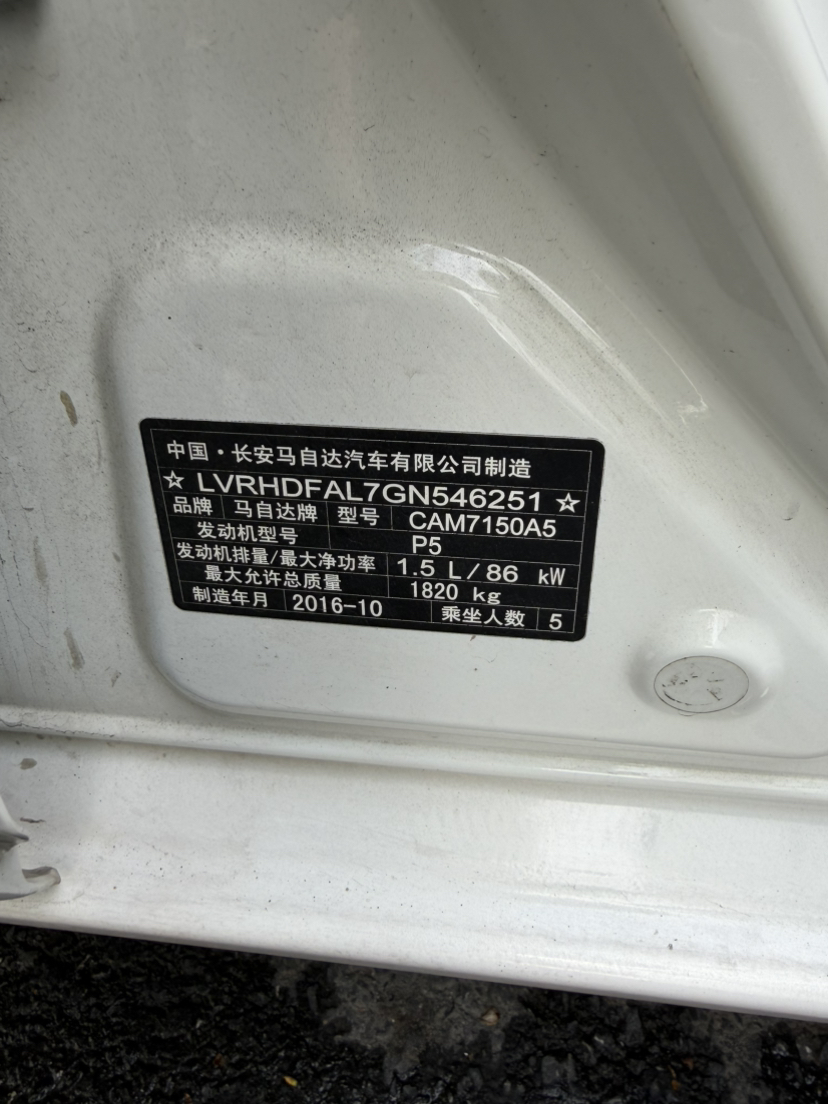 中国·长安马自达汽车有限公司制造
☆ LVRHDFAL7GN546251 ☆
品牌 马自达牌 型号 CAM7150A5
发动机型号 P5
发动机排量/最大净功率 1.5 L/86 kW
最大允许总质量 1820 kg
制造年月 2016-10 乘坐人数 5